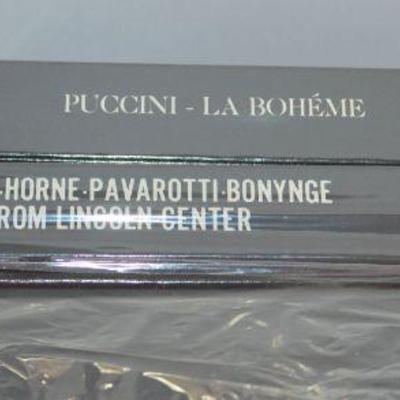 PUCCINI - LA BOHÉME
·HORNE·PAVAROTTI·BONYNGE
ROM LINCOLN CENTER